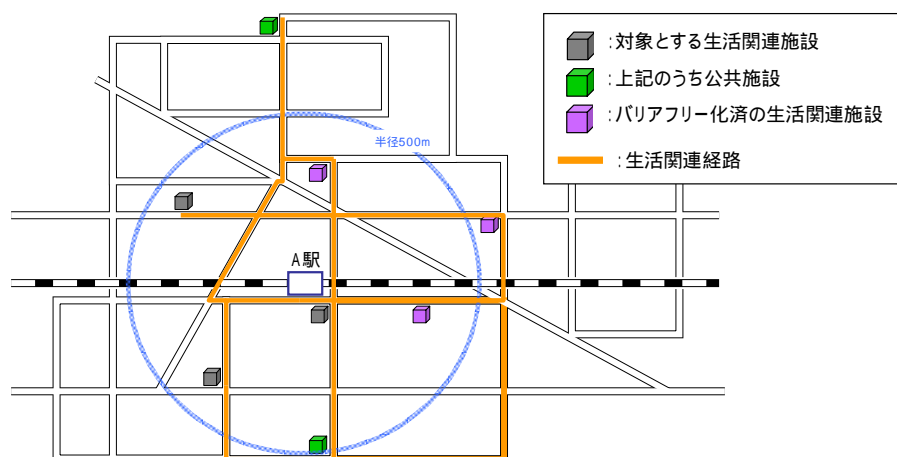 :対象とする生活関連施設
:上記のうち公共施設
:バリアフリー化済の生活関連施設
:生活関連経路
半径500m
A駅